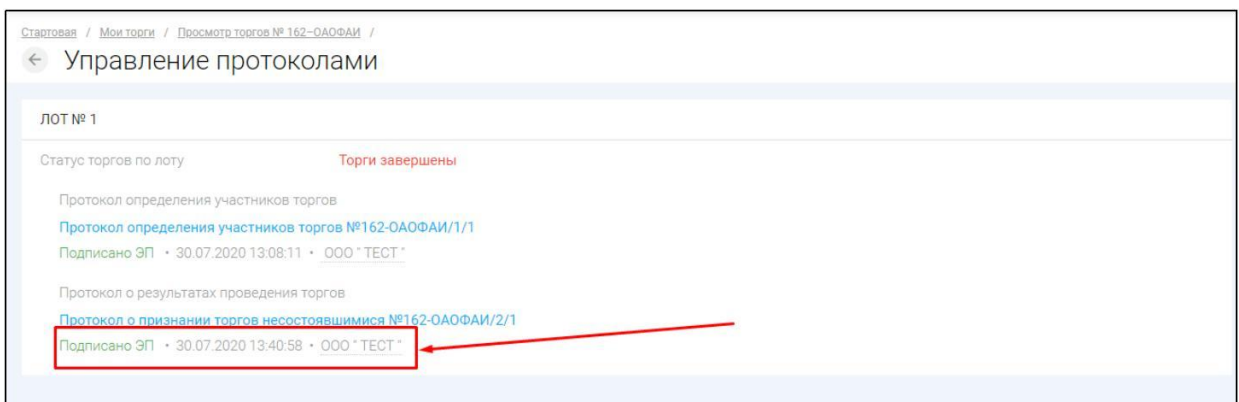 Стартовая / Мои торги / Просмотр торгов № 162-ОАОФАИ /
← Управление протоколами
ЛОТ № 1
Статус торгов по лоту Торги завершены
Протокол определения участников торгов
Протокол определения участников торгов №162-ОАОФАИ/1/1
Подписано ЭП • 30.07.2020 13:08:11 • ООО " ТЕСТ "
Протокол о результатах проведения торгов
Протокол о признании торгов несостоявшимися №162-ОАОФАИ/2/1
Подписано ЭП • 30.07.2020 13:40:58 • ООО " ТЕСТ "